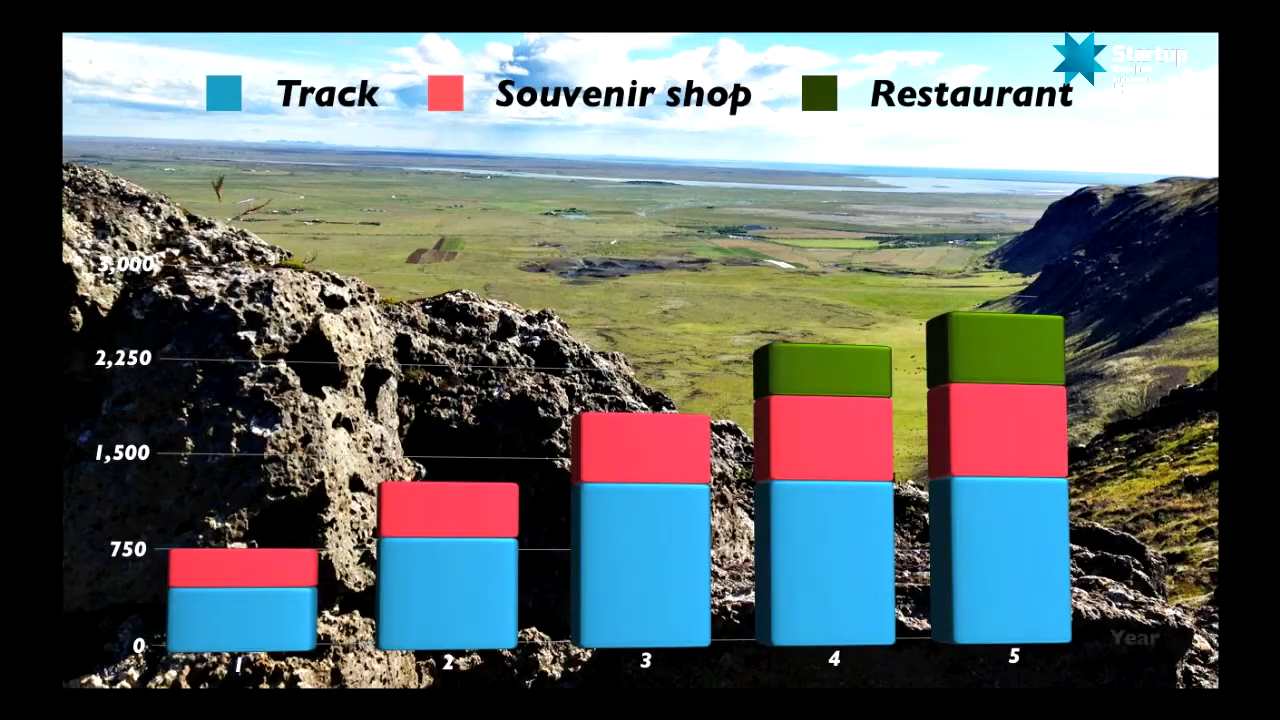 Startup
Track Souvenir shop Restaurant
3,000
2,250
1,500
750
0
1 2 3 4 5
Year